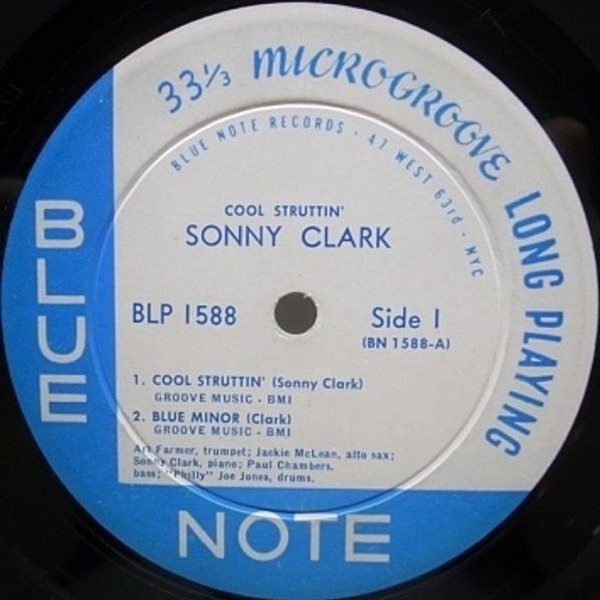 33⅓ MICROGROOVE LONG PLAYING
BLUE NOTE RECORDS · 47 WEST 63rd · NYC
COOL STRUTTIN'
SONNY CLARK
BLP 1588
Side 1
(BN 1588-A)
1. COOL STRUTTIN' (Sonny Clark)
GROOVE MUSIC - BMI
2. BLUE MINOR (Clark)
GROOVE MUSIC - BMI
Art Farmer, trumpet; Jackie McLean, alto sax;
Sonny Clark, piano; Paul Chambers,
bass; "Philly" Joe Jones, drums.
BLUE
NOTE